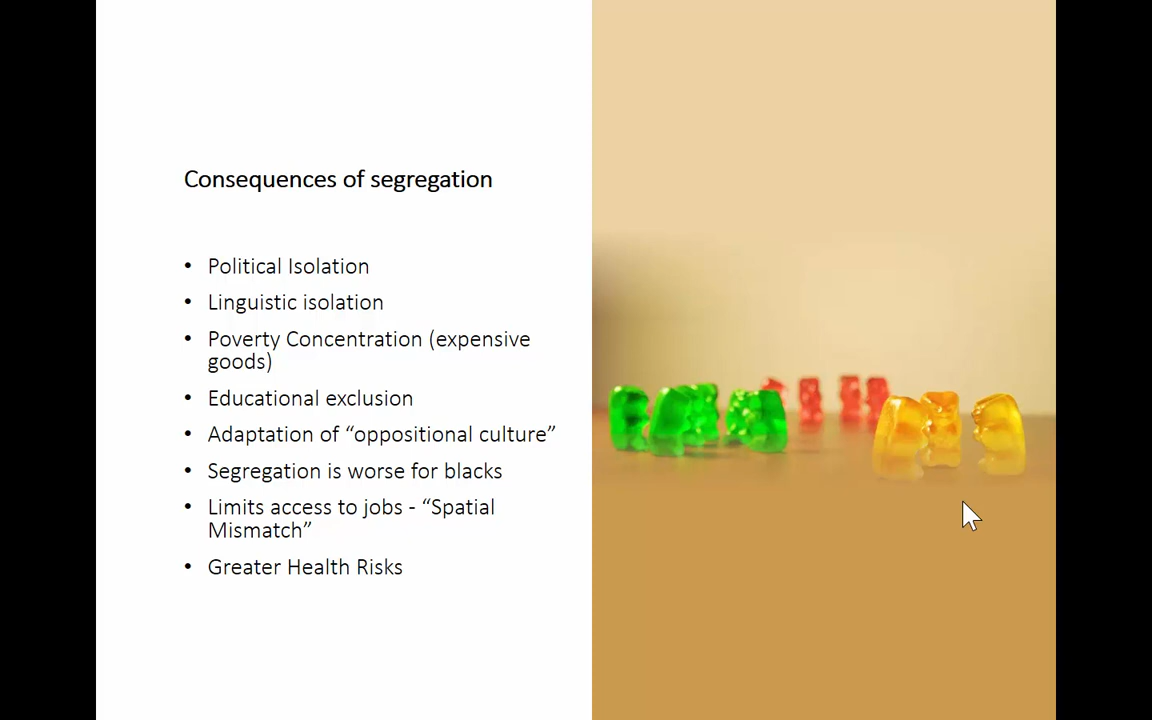 Consequences of segregation
• Political Isolation
• Linguistic isolation
• Poverty Concentration (expensive
goods)
• Educational exclusion
• Adaptation of “oppositional culture”
• Segregation is worse for blacks
• Limits access to jobs - “Spatial
Mismatch”
• Greater Health Risks